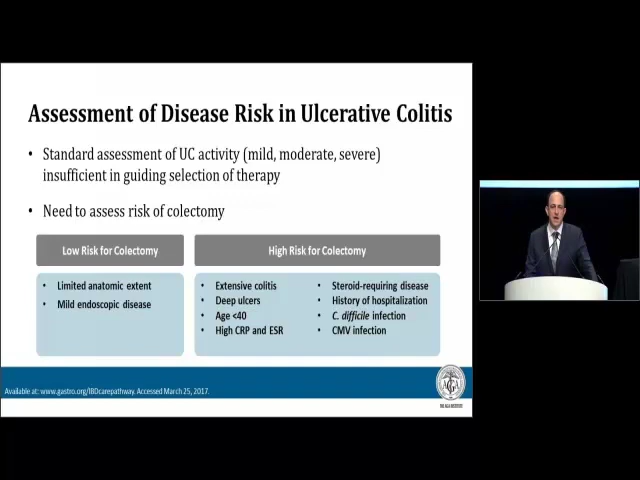 Assessment of Disease Risk in Ulcerative Colitis
• Standard assessment of UC activity (mild, moderate, severe)
insufficient in guiding selection of therapy
• Need to assess risk of colectomy
Low Risk for Colectomy
• Limited anatomic extent
• Mild endoscopic disease
High Risk for Colectomy
• Extensive colitis
• Deep ulcers
• Age <40
• High CRP and ESR
• Steroid-requiring disease
• History of hospitalization
• C. difficile infection
• CMV infection
Available at: www.gastro.org/IBDcarepathway. Accessed March 25, 2017.
AGA